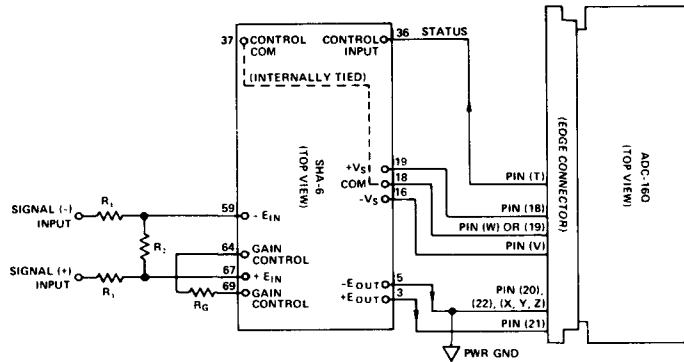 37
CONTROL
COM
CONTROL
INPUT
36
STATUS
(INTERNALLY TIED)
SHA-6
(TOP VIEW)
(EDGE CONNECTOR)
ADC-16Q
(TOP VIEW)
+VS
19
COM
18
-VS
16
PIN (T)
PIN (18)
PIN (W) OR (19)
PIN (V)
SIGNAL (-)
INPUT
R1
59
- EIN
R2
64
GAIN
CONTROL
SIGNAL (+)
INPUT
R1
67
+ EIN
69
GAIN
CONTROL
RG
-EOUT
5
+EOUT
3
PIN (20),
(22), (X, Y, Z)
PIN (21)
PWR GND